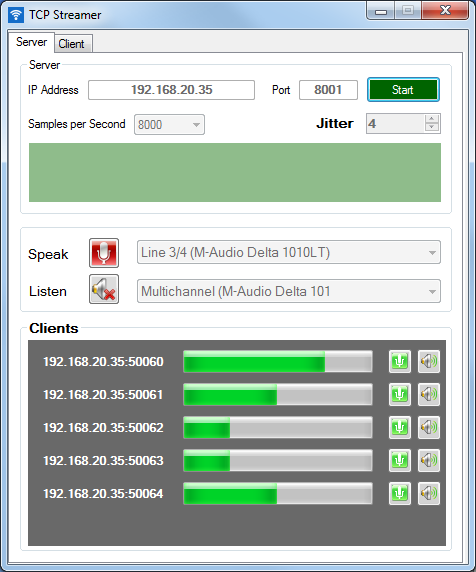 TCP Streamer
Server Client
Server
IP Address 192.168.20.35 Port 8001 Start
Samples per Second 8000 Jitter 4
Speak Line 3/4 (M-Audio Delta 1010LT)
Listen Multichannel (M-Audio Delta 101
Clients
192.168.20.35:50060
192.168.20.35:50061
192.168.20.35:50062
192.168.20.35:50063
192.168.20.35:50064